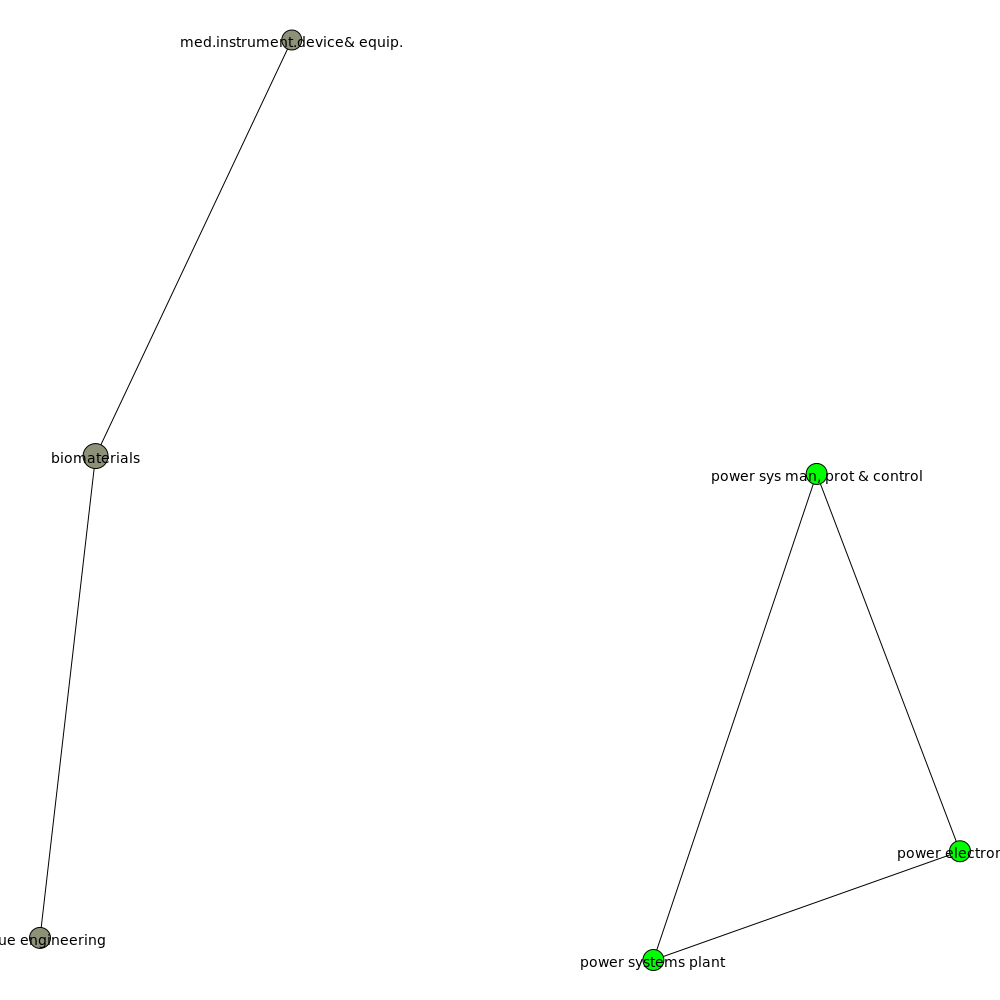 med.instrument.device& equip.
biomaterials
power sys man, prot & control
power electron
ue engineering
power systems plant